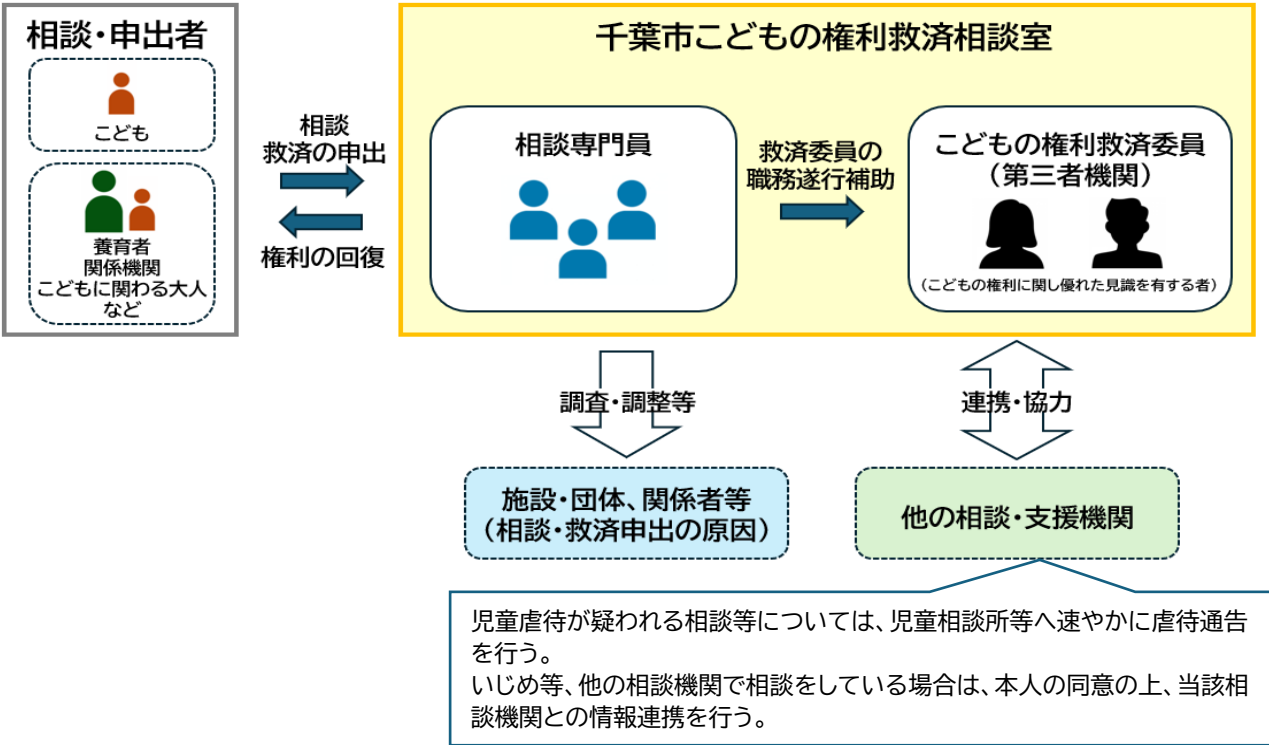 相談・申出者
こども
養育者
関係機関
こどもに関わる大人
など
相談
救済の申出
権利の回復
千葉市こどもの権利救済相談室
相談専門員
救済委員の
職務遂行補助
こどもの権利救済委員
（第三者機関）
（こどもの権利に関し優れた見識を有する者）
調査・調整等
連携・協力
施設・団体、関係者等
（相談・救済申出の原因）
他の相談・支援機関
児童虐待が疑われる相談等については、児童相談所等へ速やかに虐待通告
を行う。
いじめ等、他の相談機関で相談をしている場合は、本人の同意の上、当該相
談機関との情報連携を行う。